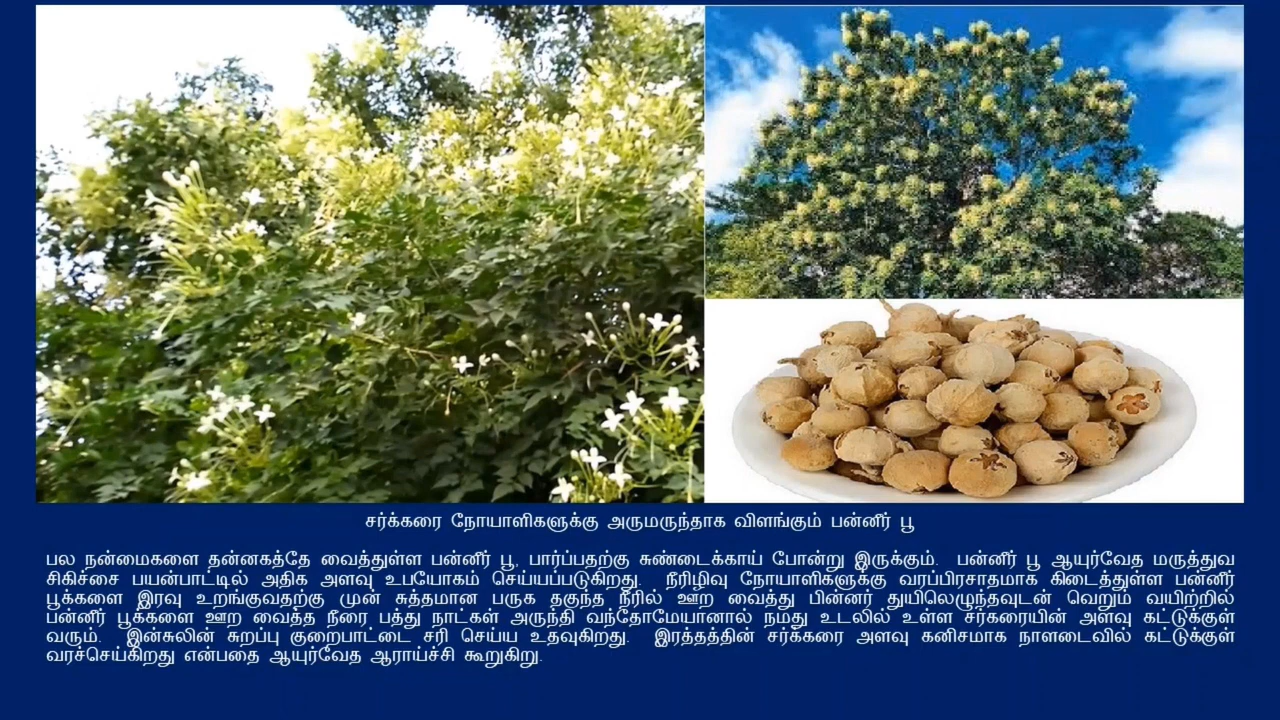 சர்க்கரை நோயாளிகளுக்கு அருமருந்தாக விளங்கும் பன்னீர் பூ
பல நன்மைகளை தன்னகத்தே வைத்துள்ள பன்னீர் பூ, பார்ப்பதற்கு சுண்டைக்காய் போன்று இருக்கும். பன்னீர் பூ ஆயுர்வேத மருத்துவ
சிகிச்சை பயன்பாட்டில் அதிக அளவு உபயோகம் செய்யப்படுகிறது. நீரிழிவு நோயாளிகளுக்கு வரப்பிரசாதமாக கிடைத்துள்ள பன்னீர்
பூக்களை இரவு உறங்குவதற்கு முன் சுத்தமான பருக தகுந்த நீரில் ஊற வைத்து பின்னர் துயிலெழுந்தவுடன் வெறும் வயிற்றில்
பன்னீர் பூக்களை ஊற வைத்த நீரை பத்து நாட்கள் அருந்தி வந்தோமேயானால் நமது உடலில் உள்ள சர்கரையின் அளவு கட்டுக்குள்
வரும். இன்சுலின் சுறப்பு குறைபாட்டை சரி செய்ய உதவுகிறது. இரத்தத்தின் சர்க்கரை அளவு கனிசமாக நாளடைவில் கட்டுக்குள்
வரச்செய்கிறது என்பதை ஆயுர்வேத ஆராய்ச்சி கூறுகிறு.